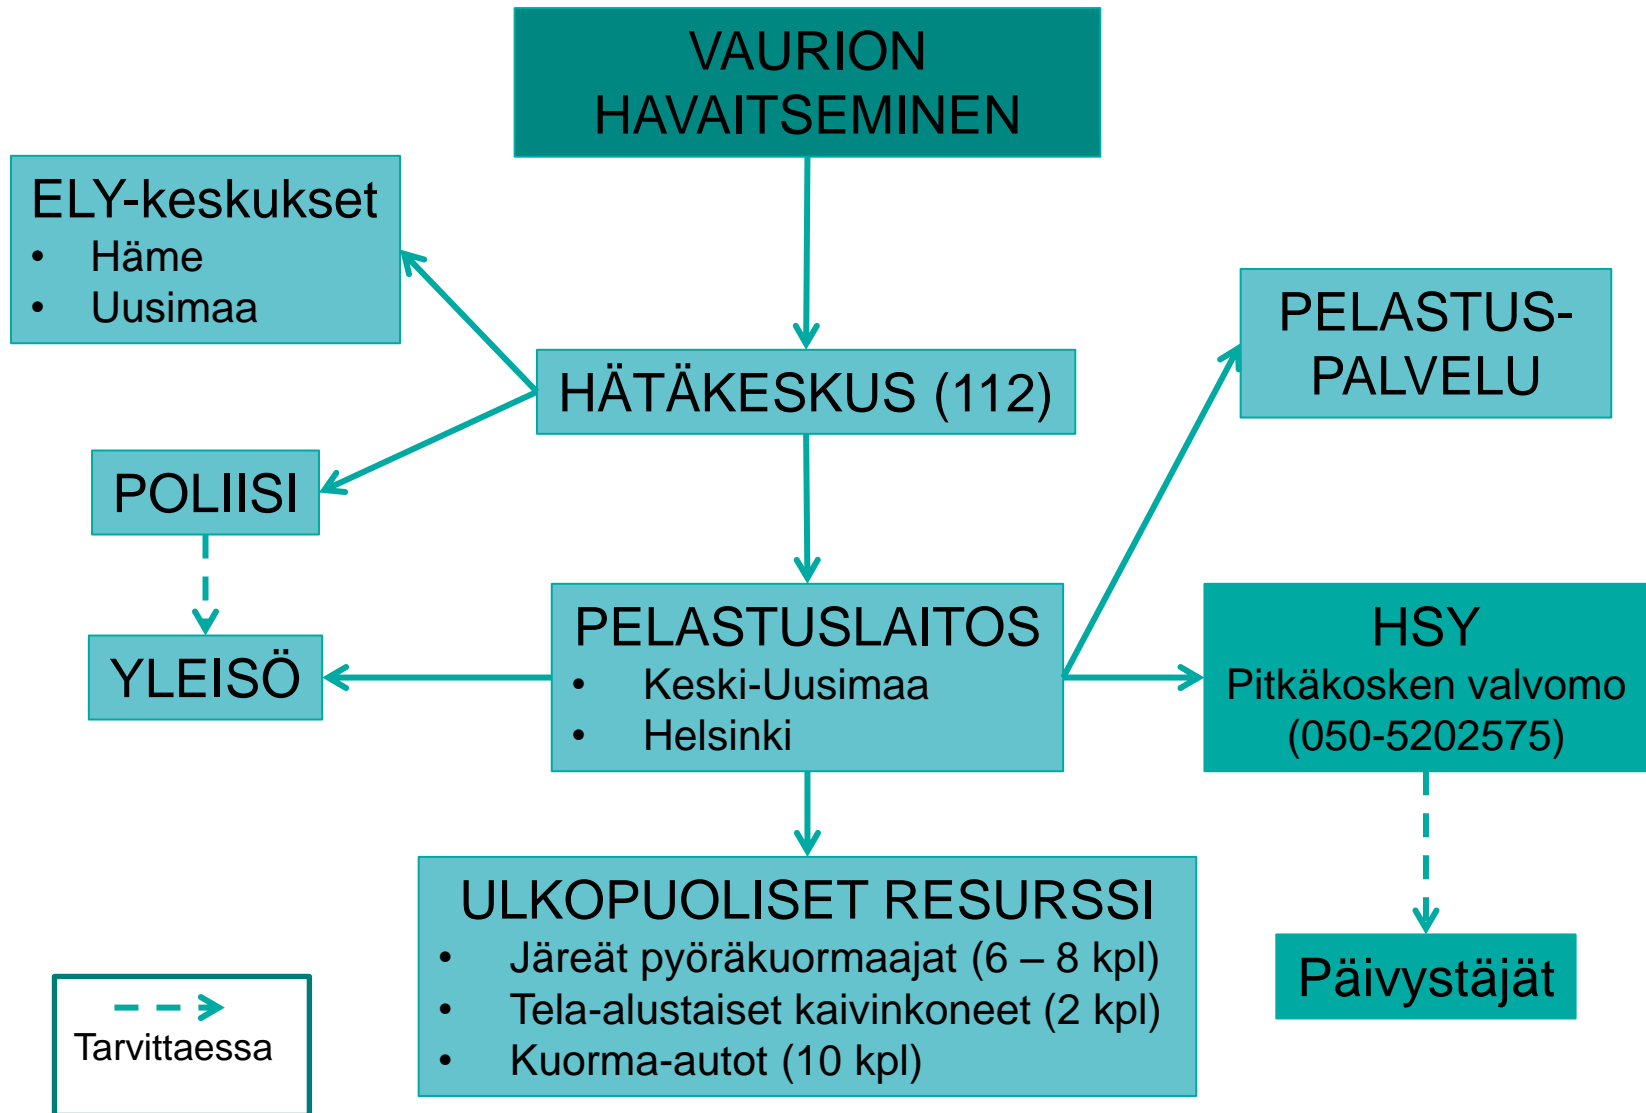 VAURION
HAVAITSEMINEN
ELY-keskukset
• Häme
• Uusimaa
PELASTUS-
PALVELU
HÄTÄKESKUS (112)
POLIISI
YLEISÖ
PELASTUSLAITOS
• Keski-Uusimaa
• Helsinki
HSY
Pitkäkosken valvomo
(050-5202575)
ULKOPUOLISET RESURSSI
• Järeät pyöräkuormaajat (6 – 8 kpl)
• Tela-alustaiset kaivinkoneet (2 kpl)
• Kuorma-autot (10 kpl)
Päivystäjät
Tarvittaessa